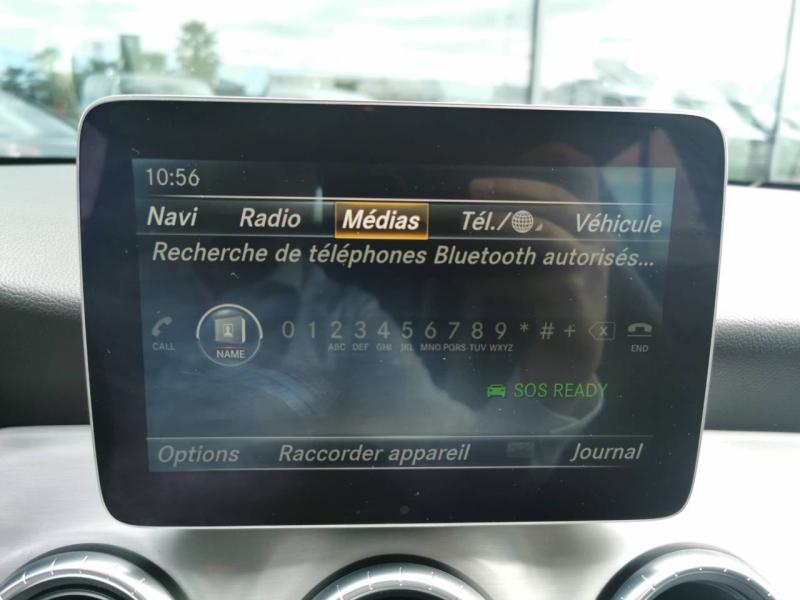 10:56
Navi Radio Médias Tél./ Véhicule
Recherche de téléphones Bluetooth autorisés...
0 1 2 3 4 5 6 7 8 9 * # +
CALL NAME ABC DEF GHI JKL MNO PQRS TUV WXYZ END
SOS READY
Options Raccorder appareil Journal